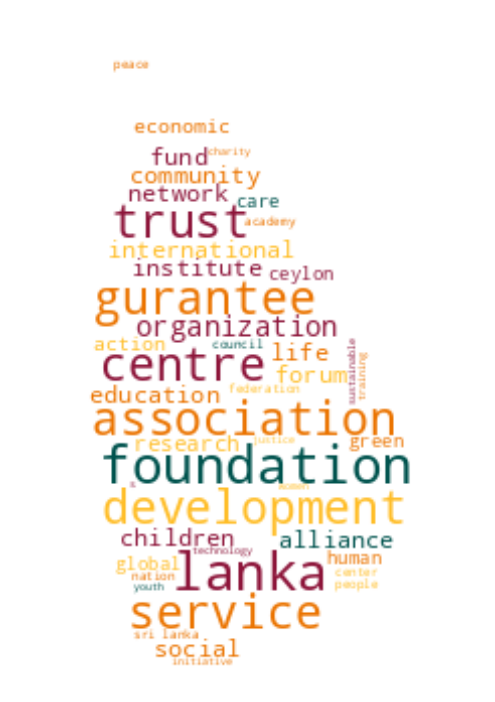 peace
economic
fund charity
community
network care
trust academy
international
institute ceylon
gurantee
organization
action council life
centre forum sustainable training
education federation
association
research justice green
foundation
women
development
children alliance
technology
global lanka human
nation center
youth people
service
sri lanka
social
initiative